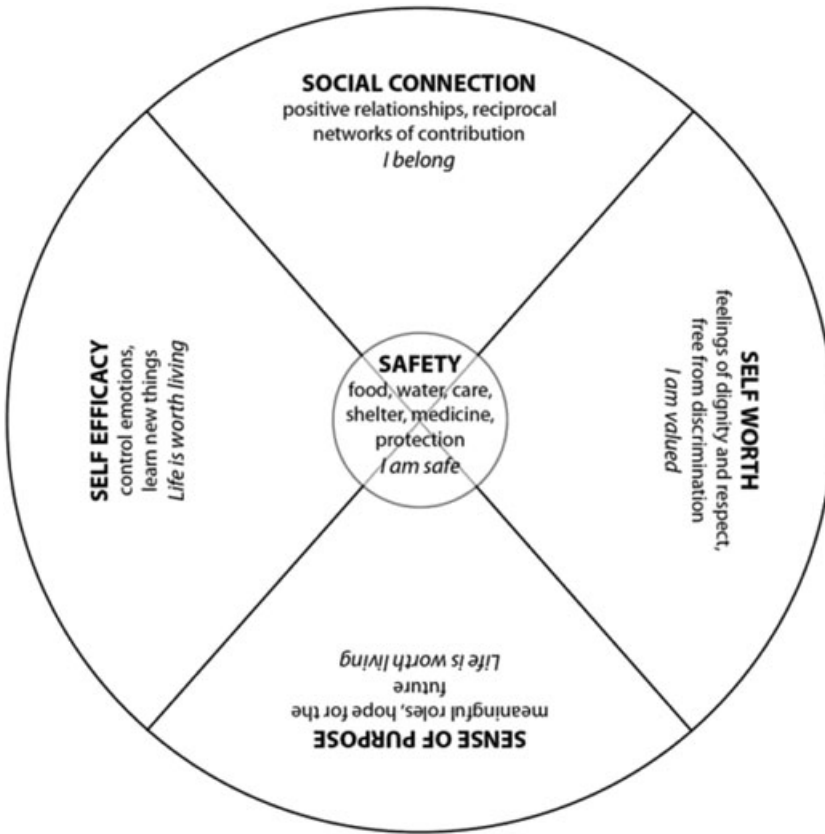 SOCIAL CONNECTION
positive relationships, reciprocal
networks of contribution
I belong
SELF EFFICACY
control emotions,
learn new things
Life is worth living
SAFETY
food, water, care,
shelter, medicine,
protection
I am safe
SELF WORTH
feelings of dignity and respect,
free from discrimination
I am valued
SENSE OF PURPOSE
meaningful roles, hope for the
future
Life is worth living